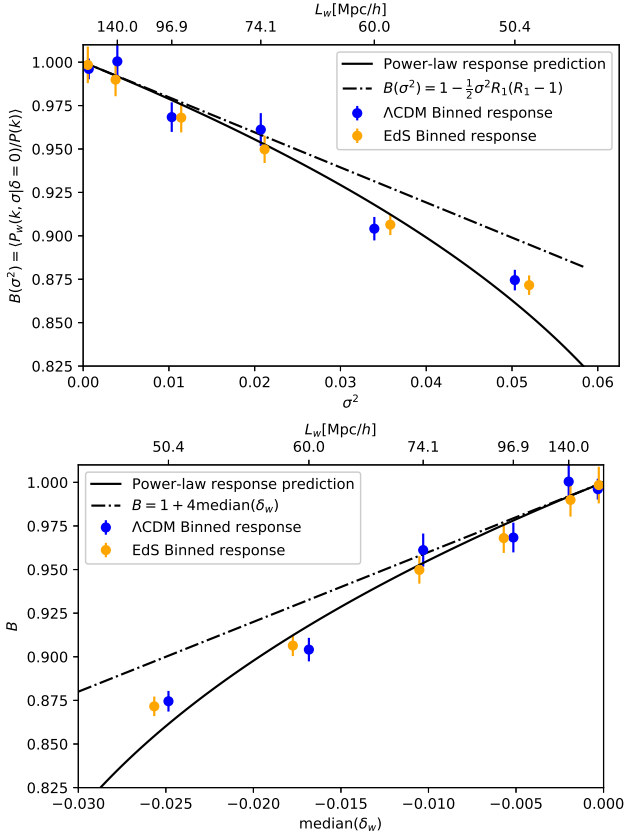 L_w[Mpc/h]
140.0 96.9 74.1 60.0 50.4
1.000
0.975
0.950
0.925
0.900
0.875
0.850
0.825
B(σ²) = ⟨P_w(k, σ|δ = 0)/P(k)⟩
Power-law response prediction
B(σ²) = 1 − ½σ²R₁(R₁ − 1)
ΛCDM Binned response
EdS Binned response
0.00 0.01 0.02 0.03 0.04 0.05 0.06
σ²
L_w[Mpc/h]
50.4 60.0 74.1 96.9 140.0
1.000
0.975
0.950
0.925
0.900
0.875
0.850
0.825
B
Power-law response prediction
B = 1 + 4median(δ_w)
ΛCDM Binned response
EdS Binned response
−0.030 −0.025 −0.020 −0.015 −0.010 −0.005 0.000
median(δ_w)